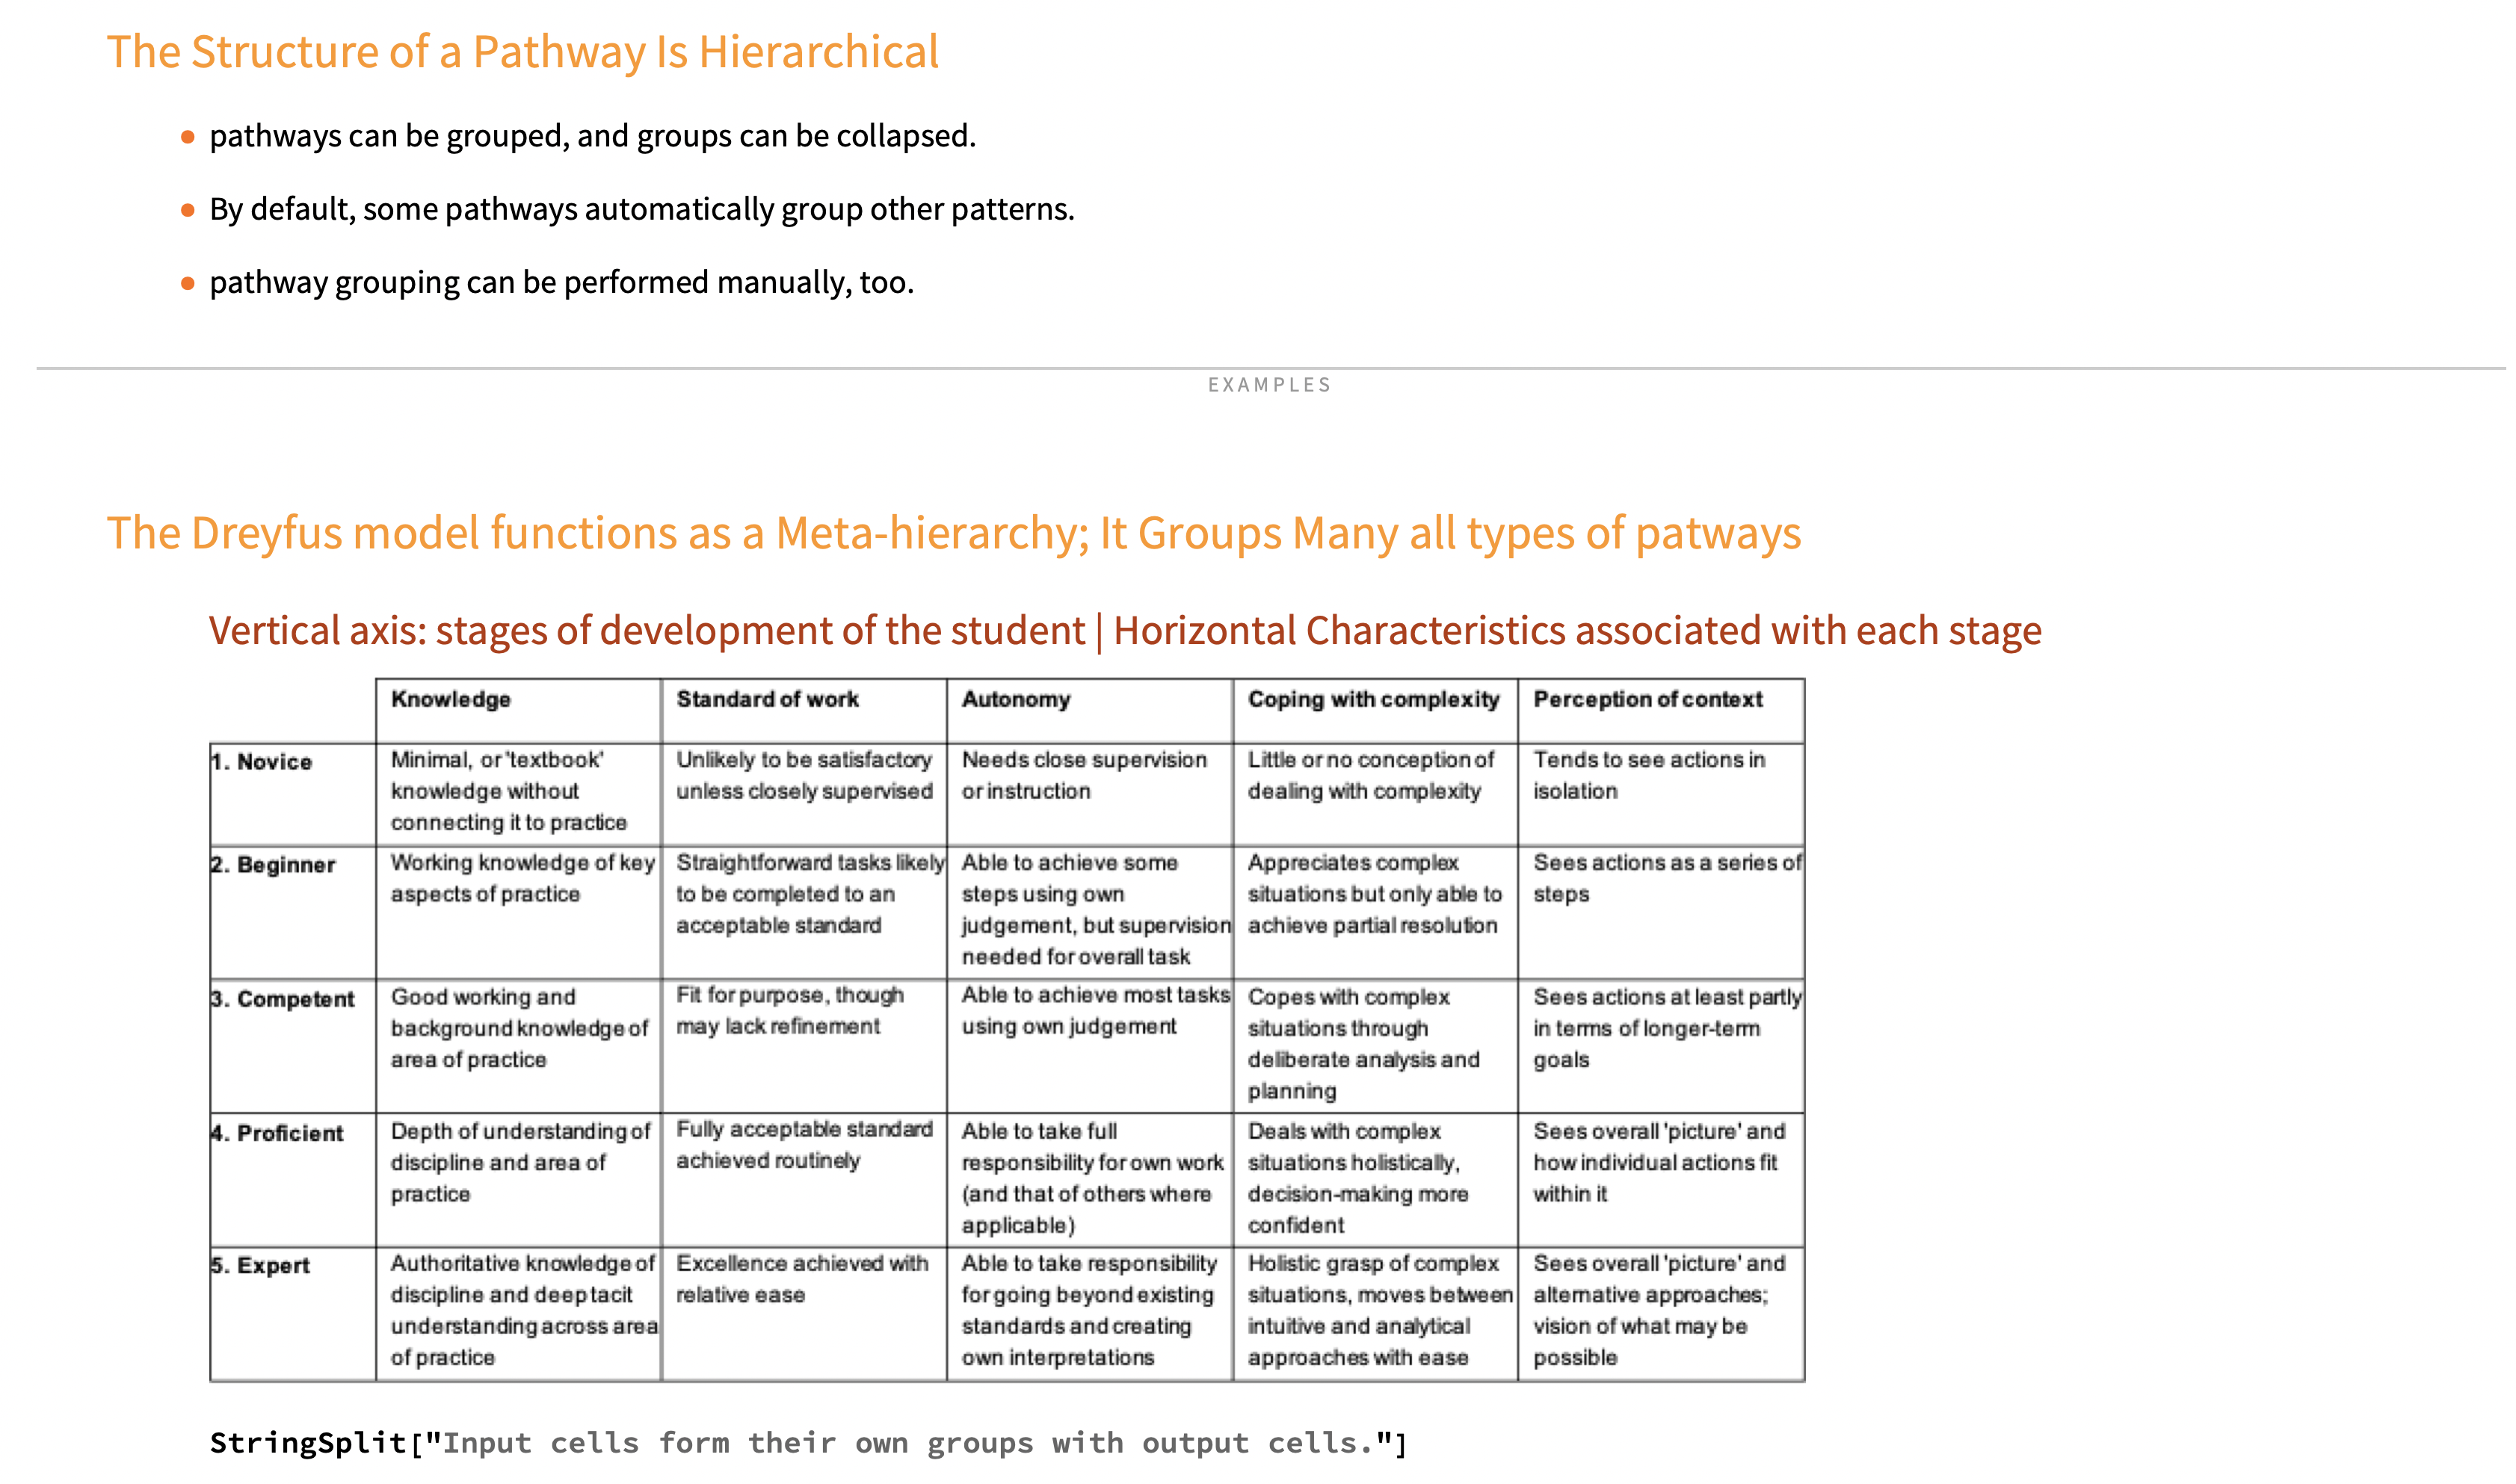 The Structure of a Pathway Is Hierarchical
pathways can be grouped, and groups can be collapsed.
By default, some pathways automatically group other patterns.
pathway grouping can be performed manually, too.
EXAMPLES
The Dreyfus model functions as a Meta-hierarchy; It Groups Many all types of patways
Vertical axis: stages of development of the student | Horizontal Characteristics associated with each stage
Knowledge
Standard of work
Autonomy
Coping with complexity
Perception of context
1. Novice
Minimal, or 'textbook'
knowledge without
connecting it to practice
Unlikely to be satisfactory
unless closely supervised
Needs close supervision
or instruction
Little or no conception of
dealing with complexity
Tends to see actions in
isolation
2. Beginner
Working knowledge of key
aspects of practice
Straightforward tasks likely
to be completed to an
acceptable standard
Able to achieve some
steps using own
judgement, but supervision
needed for overall task
Appreciates complex
situations but only able to
achieve partial resolution
Sees actions as a series of
steps
3. Competent
Good working and
background knowledge of
area of practice
Fit for purpose, though
may lack refinement
Able to achieve most tasks
using own judgement
Copes with complex
situations through
deliberate analysis and
planning
Sees actions at least partly
in terms of longer-term
goals
4. Proficient
Depth of understanding of
discipline and area of
practice
Fully acceptable standard
achieved routinely
Able to take full
responsibility for own work
(and that of others where
applicable)
Deals with complex
situations holistically,
decision-making more
confident
Sees overall 'picture' and
how individual actions fit
within it
5. Expert
Authoritative knowledge of
discipline and deep tacit
understanding across area
of practice
Excellence achieved with
relative ease
Able to take responsibility
for going beyond existing
standards and creating
own interpretations
Holistic grasp of complex
situations, moves between
intuitive and analytical
approaches with ease
Sees overall 'picture' and
alternative approaches;
vision of what may be
possible
StringSplit["Input cells form their own groups with output cells."]